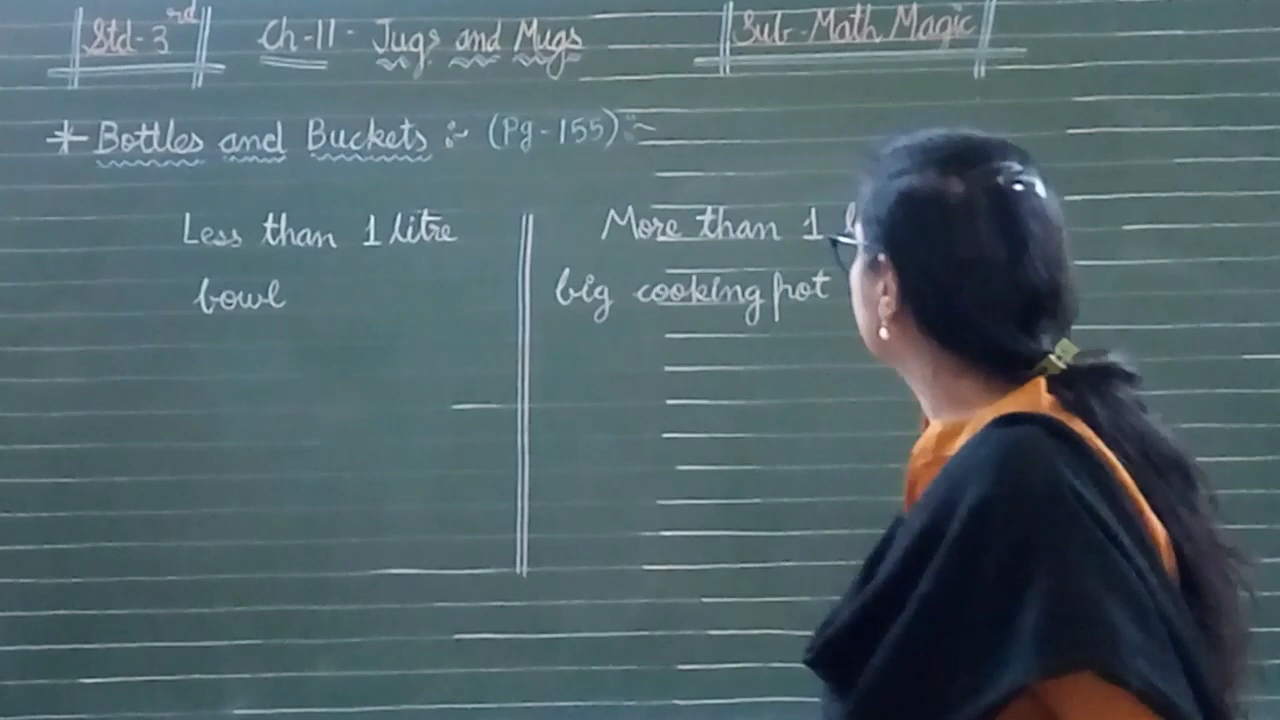 Std-3rd Ch-11- Jugs and Mugs Sub-Math Magic
* Bottles and Buckets :- (Pg-155):-
Less than 1 litre More than 1
bowl big cooking pot